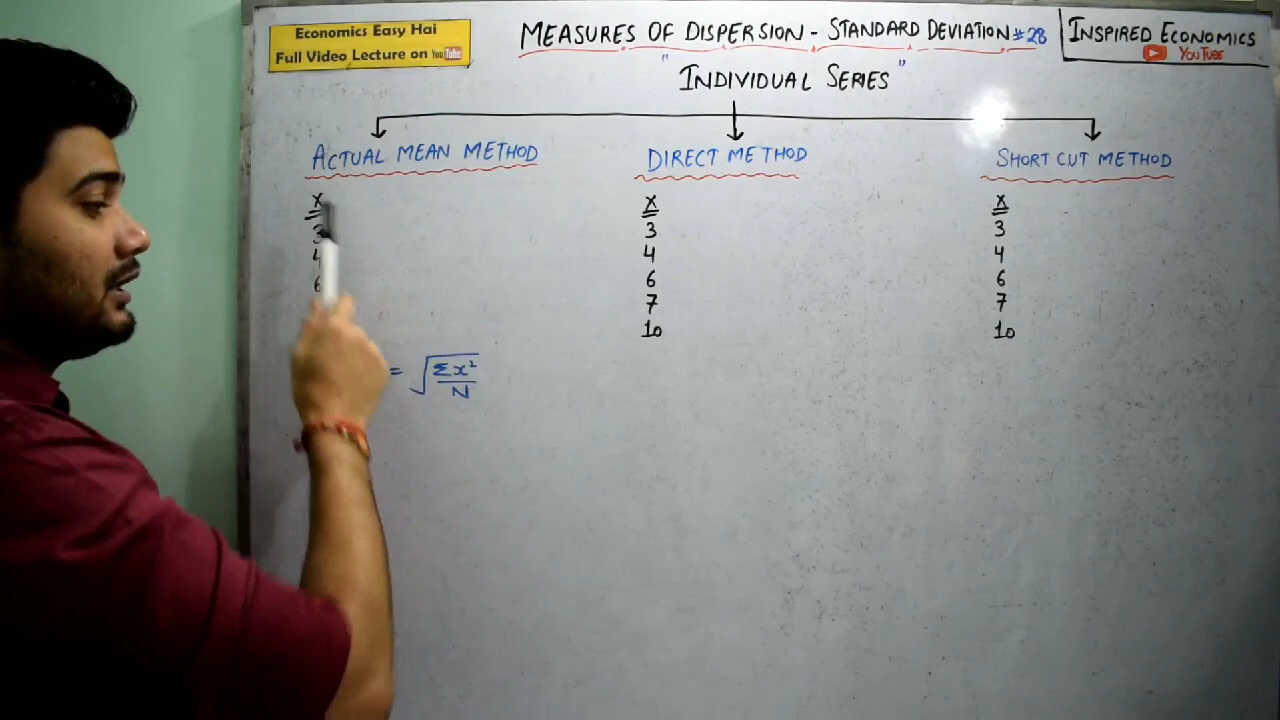 Economics Easy Hai
Full Video Lecture on YouTube
MEASURES OF DISPERSION - STANDARD DEVIATION #28
"INDIVIDUAL SERIES"
INSPIRED ECONOMICS
YOUTUBE
ACTUAL MEAN METHOD
X
3
4
6
= √Σx²/N
DIRECT METHOD
X
3
4
6
7
10
SHORT CUT METHOD
X
3
4
6
7
10